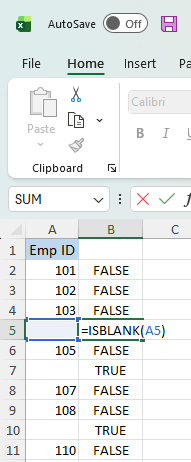 AutoSave Off
File Home Insert Pa
Paste Calibri
B I
Clipboard
SUM
A B C
1 Emp ID
2 101 FALSE
3 102 FALSE
4 103 FALSE
5 =ISBLANK(A5)
6 105 FALSE
7 TRUE
8 107 FALSE
9 108 FALSE
10 TRUE
11 110 FALSE